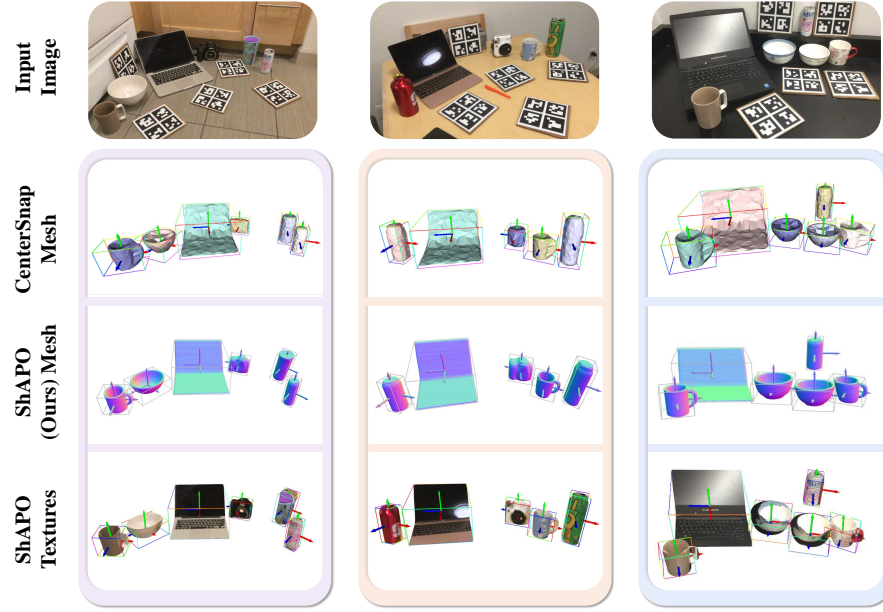 Input
Image
CenterSnap
Mesh
ShAPO
(Ours) Mesh
ShAPO
Textures